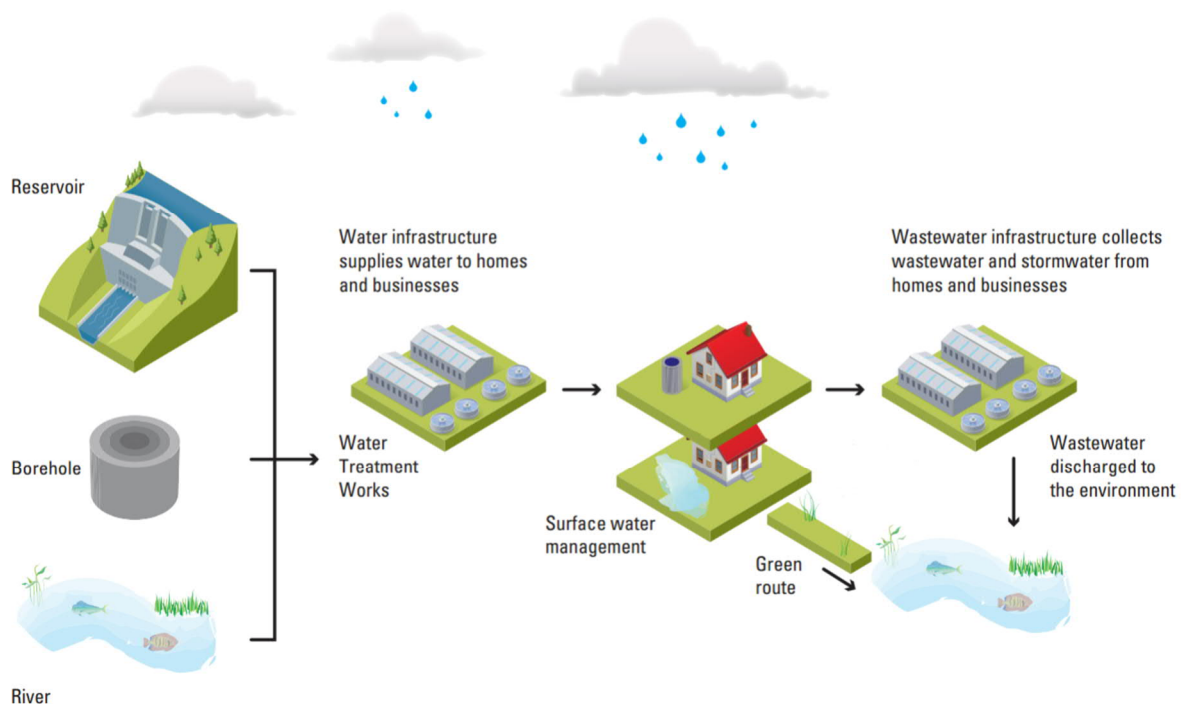 Reservoir
Water infrastructure
supplies water to homes
and businesses
Wastewater infrastructure collects
wastewater and stormwater from
homes and businesses
Borehole
Water
Treatment
Works
Wastewater
discharged to
the environment
Surface water
management
Green
route
River